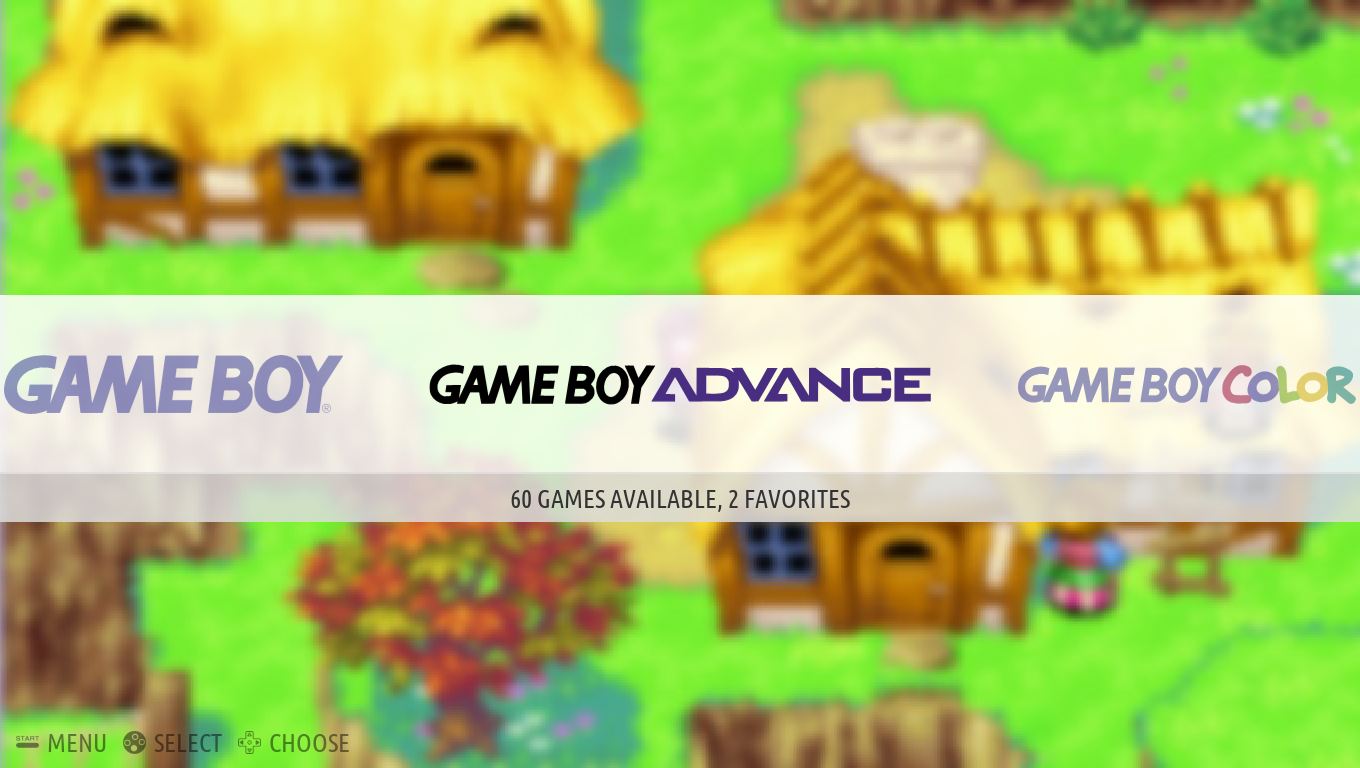 GAME BOY®
GAME BOY ADVANCE
GAME BOY COLOR
60 GAMES AVAILABLE, 2 FAVORITES
START MENU SELECT CHOOSE